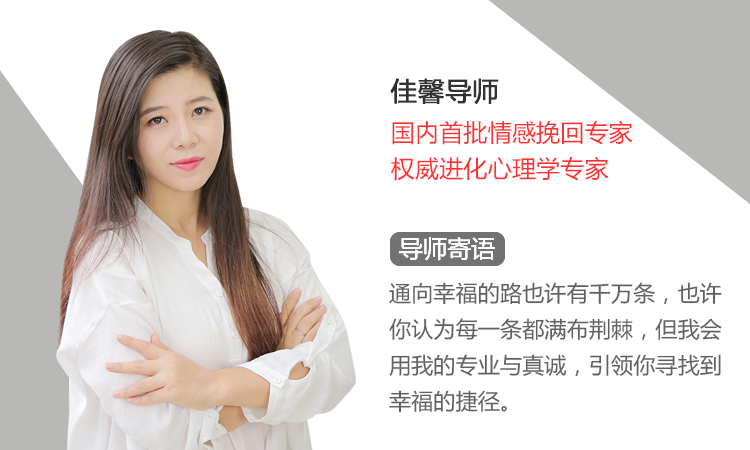 佳馨导师
国内首批情感挽回专家
权威进化心理学专家
导师寄语
通向幸福的路也许有千万条，也许
你认为每一条都满布荆棘，但我会
用我的专业与真诚，引领你寻找到
幸福的捷径。